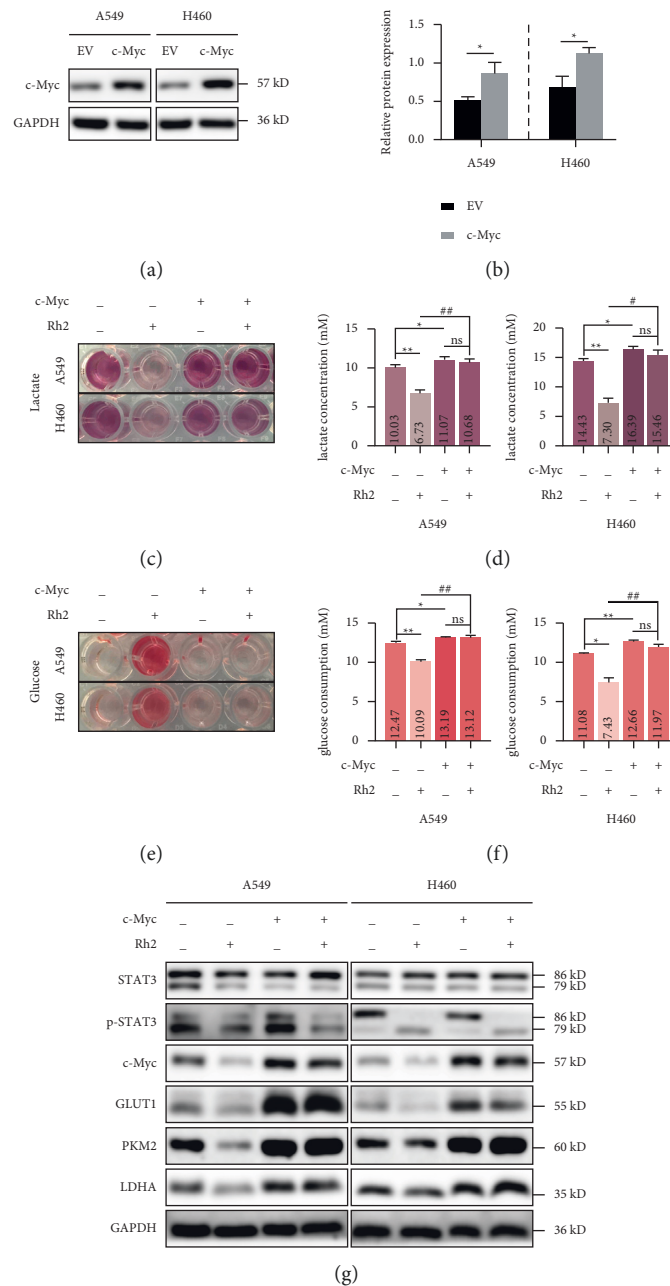 A549 H460
EV c-Myc EV c-Myc
c-Myc 57 kD
GAPDH 36 kD
(a)
Relative protein expression
1.5
1.0
0.5
0.0
* *
A549 H460
EV
c-Myc
(b)
c-Myc – – + +
Rh2 – + – +
Lactate
A549
H460
(c)
lactate concentration (mM)
15
10
5
0
##
* ns
**
10.03 6.73 11.07 10.68
c-Myc – – + +
Rh2 – + – +
A549
lactate concentration (mM)
20
15
10
5
0
#
* ns
**
14.43 7.30 16.39 15.46
– – + +
– + – +
H460
(d)
c-Myc – – + +
Rh2 – + – +
Glucose
A549
H460
(e)
glucose consumption (mM)
15
10
5
0
##
* ns
**
12.47 10.09 13.19 13.12
c-Myc – – + +
Rh2 – + – +
A549
glucose consumption (mM)
15
10
5
0
##
** ns
*
11.08 7.43 12.66 11.97
– – + +
– + – +
H460
(f)
A549 H460
c-Myc – – + + – – + +
Rh2 – + – + – + – +
STAT3 86 kD
79 kD
p-STAT3 86 kD
79 kD
c-Myc 57 kD
GLUT1 55 kD
PKM2 60 kD
LDHA 35 kD
GAPDH 36 kD
(g)